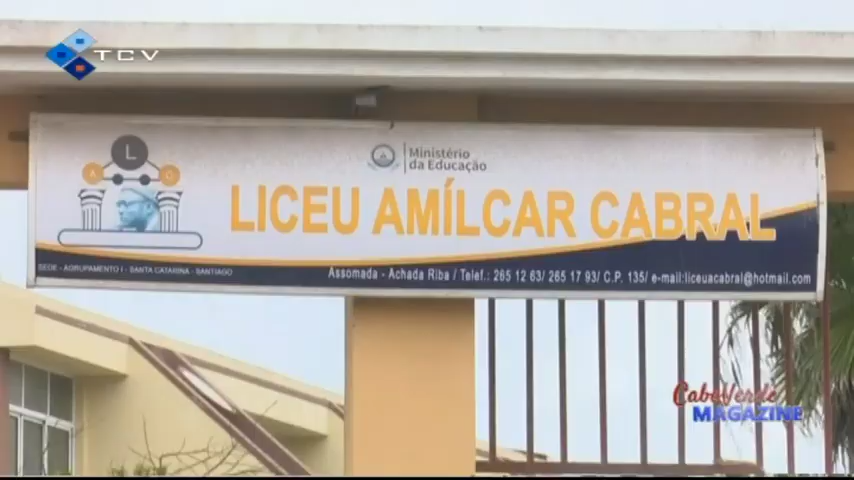 TCV
L
A C
Ministério
da Educação
LICEU AMÍLCAR CABRAL
SEDE - AGRUPAMENTO I - SANTA CATARINA - SANTIAGO
Assomada - Achada Riba / Telef.: 265 12 63/ 265 17 93/ C.P. 135/ e-mail:liceuacabral@hotmail.com
CaboVerde
MAGAZINE